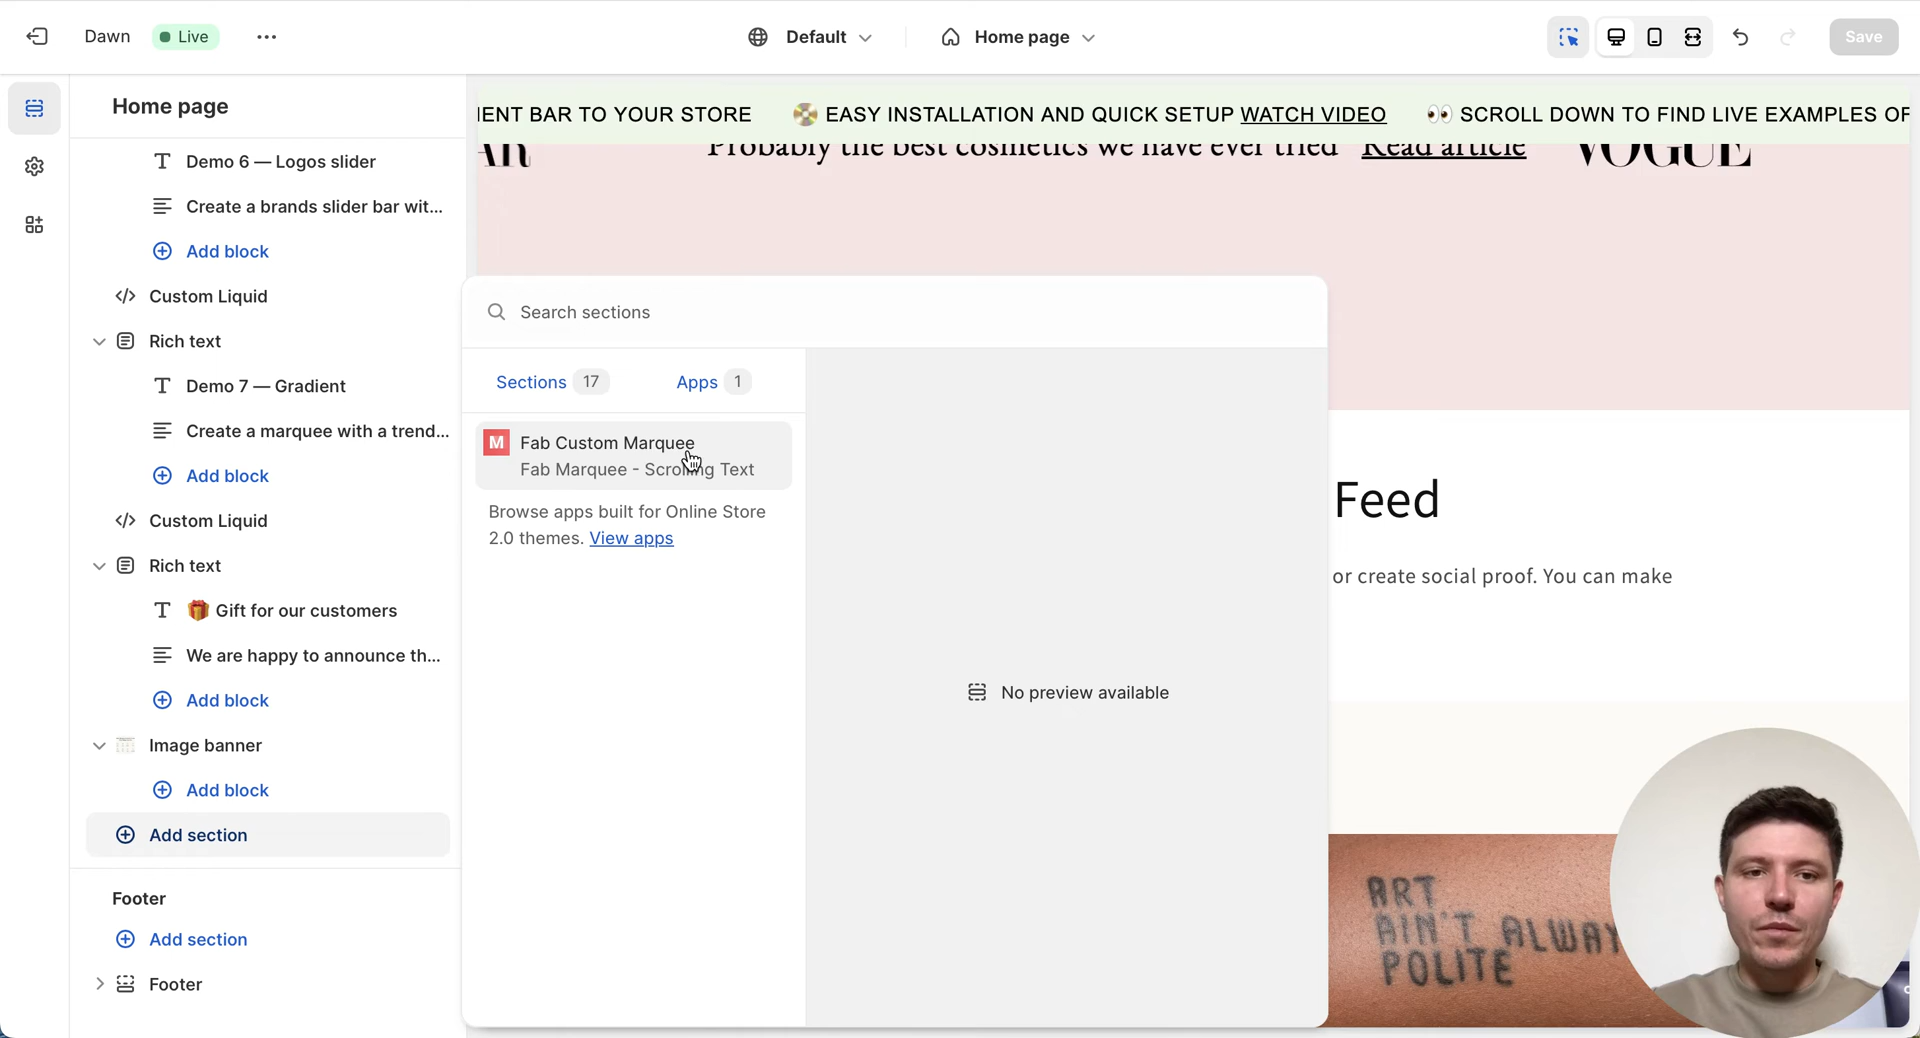 Dawn
Live
Default
Home page
Save
Home page
Demo 6 — Logos slider
Create a brands slider bar wit...
Add block
Custom Liquid
Rich text
Demo 7 — Gradient
Create a marquee with a trend...
Add block
Custom Liquid
Rich text
🎁 Gift for our customers
We are happy to announce th...
Add block
Image banner
Add block
Add section
Footer
Add section
Footer
ENT BAR TO YOUR STORE
EASY INSTALLATION AND QUICK SETUP WATCH VIDEO
👀 SCROLL DOWN TO FIND LIVE EXAMPLES OF
AR
Probably the best cosmetics we have ever tried Read article
VOGUE
Search sections
Sections 17
Apps 1
M
Fab Custom Marquee
Fab Marquee - Scrolling Text
Browse apps built for Online Store
2.0 themes. View apps
No preview available
Feed
or create social proof. You can make
ART
AIN'T ALWAY
POLITE